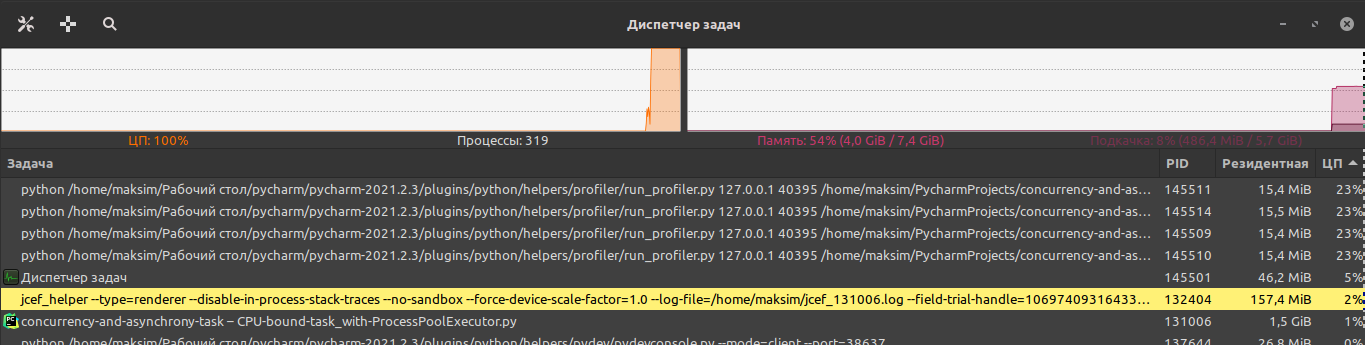 Диспетчер задач
ЦП: 100% Процессы: 319 Память: 54% (4,0 GiB / 7,4 GiB) Подкачка: 8% (486,4 MiB / 5,7 GiB)
Задача PID Резидентная ЦП
python /home/maksim/Рабочий стол/pycharm/pycharm-2021.2.3/plugins/python/helpers/profiler/run_profiler.py 127.0.0.1 40395 /home/maksim/PycharmProjects/concurrency-and-as... 145511 15,4 MiB 23%
python /home/maksim/Рабочий стол/pycharm/pycharm-2021.2.3/plugins/python/helpers/profiler/run_profiler.py 127.0.0.1 40395 /home/maksim/PycharmProjects/concurrency-and-as... 145514 15,5 MiB 23%
python /home/maksim/Рабочий стол/pycharm/pycharm-2021.2.3/plugins/python/helpers/profiler/run_profiler.py 127.0.0.1 40395 /home/maksim/PycharmProjects/concurrency-and-as... 145509 15,4 MiB 23%
python /home/maksim/Рабочий стол/pycharm/pycharm-2021.2.3/plugins/python/helpers/profiler/run_profiler.py 127.0.0.1 40395 /home/maksim/PycharmProjects/concurrency-and-as... 145510 15,4 MiB 23%
Диспетчер задач 145501 46,2 MiB 5%
jcef_helper --type=renderer --disable-in-process-stack-traces --no-sandbox --force-device-scale-factor=1.0 --log-file=/home/maksim/jcef_131006.log --field-trial-handle=10697409316433... 132404 157,4 MiB 2%
PC concurrency-and-asynchrony-task – CPU-bound-task_with-ProcessPoolExecutor.py 131006 1,5 GiB 1%
python /home/maksim/Рабочий стол/pycharm/pycharm-2021.2.3/plugins/python/helpers/pydev/pydevconsole.py --mode=client --port=38637 137644 26,8 MiB 0%